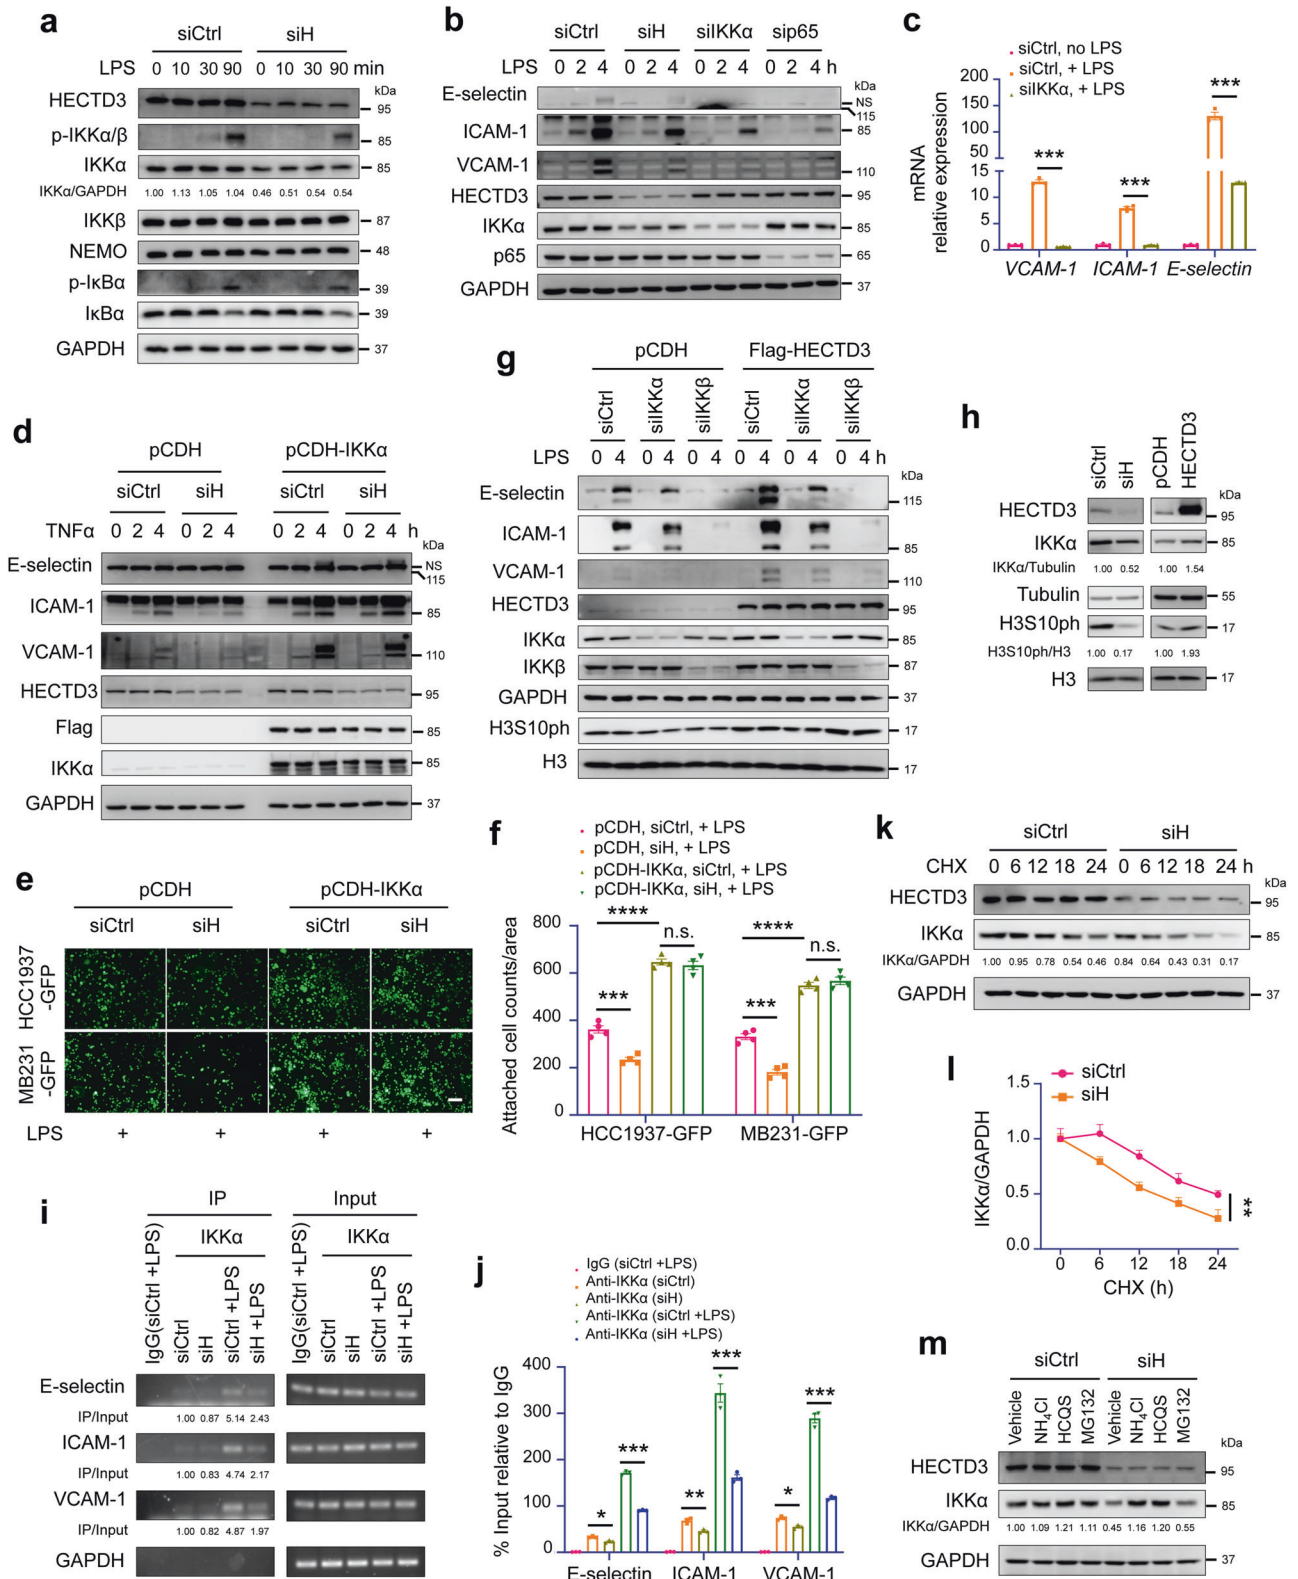 a
siCtrl siH
LPS 0 10 30 90 0 10 30 90 min
kDa
HECTD3 95
p-IKKα/β 85
IKKα 85
IKKα/GAPDH 1.00 1.13 1.05 1.04 0.46 0.51 0.54 0.54
IKKβ 87
NEMO 48
p-IκBα 39
IκBα 39
GAPDH 37
b
siCtrl siH siIKKα sip65
LPS 0 2 4 0 2 4 0 2 4 0 2 4 h
kDa
E-selectin NS
115
ICAM-1 85
VCAM-1 110
HECTD3 95
IKKα 85
p65 65
GAPDH 37
c
siCtrl, no LPS
siCtrl, + LPS
siIKKα, + LPS
mRNA
relative expression
200
150
100
50
15
10
5
0
*** *** ***
VCAM-1 ICAM-1 E-selectin
d
pCDH pCDH-IKKα
siCtrl siH siCtrl siH
TNFα 0 2 4 0 2 4 0 2 4 0 2 4 h
kDa
E-selectin NS
115
ICAM-1 85
VCAM-1 110
HECTD3 95
Flag 85
IKKα 85
GAPDH 37
g
pCDH Flag-HECTD3
siCtrl siIKKα siIKKβ siCtrl siIKKα siIKKβ
LPS 0 4 0 4 0 4 0 4 0 4 0 4 h
kDa
E-selectin 115
ICAM-1 85
VCAM-1 110
HECTD3 95
IKKα 85
IKKβ 87
GAPDH 37
H3S10ph 17
H3 17
h
siCtrl siH pCDH HECTD3
kDa
HECTD3 95
IKKα 85
IKKα/Tubulin 1.00 0.52 1.00 1.54
Tubulin 55
H3S10ph 17
H3S10ph/H3 1.00 0.17 1.00 1.93
H3 17
e
pCDH pCDH-IKKα
siCtrl siH siCtrl siH
HCC1937
-GFP
MB231
-GFP
LPS + + + +
f
pCDH, siCtrl, + LPS
pCDH, siH, + LPS
pCDH-IKKα, siCtrl, + LPS
pCDH-IKKα, siH, + LPS
Attached cell counts/area
800
600
400
200
0
**** n.s. *** **** n.s. ***
HCC1937-GFP MB231-GFP
k
siCtrl siH
CHX 0 6 12 18 24 0 6 12 18 24 h
kDa
HECTD3 95
IKKα 85
IKKα/GAPDH 1.00 0.95 0.78 0.54 0.46 0.84 0.64 0.43 0.31 0.17
GAPDH 37
l
siCtrl
siH
IKKα/GAPDH
1.5
1.0
0.5
0.0
**
0 6 12 18 24
CHX (h)
i
IP Input
IKKα IKKα
IgG(siCtrl +LPS) siCtrl siH siCtrl +LPS siH +LPS IgG(siCtrl +LPS) siCtrl siH siCtrl +LPS siH +LPS
E-selectin
IP/Input 1.00 0.87 5.14 2.43
ICAM-1
IP/Input 1.00 0.83 4.74 2.17
VCAM-1
IP/Input 1.00 0.82 4.87 1.97
GAPDH
j
IgG (siCtrl +LPS)
Anti-IKKα (siCtrl)
Anti-IKKα (siH)
Anti-IKKα (siCtrl +LPS)
Anti-IKKα (siH +LPS)
% Input relative to IgG
400
300
200
100
0
* *** ** *** * ***
E-selectin ICAM-1 VCAM-1
m
siCtrl siH
Vehicle NH4Cl HCQS MG132 Vehicle NH4Cl HCQS MG132
kDa
HECTD3 95
IKKα 85
IKKα/GAPDH 1.00 1.09 1.21 1.11 0.45 1.16 1.20 0.55
GAPDH 37